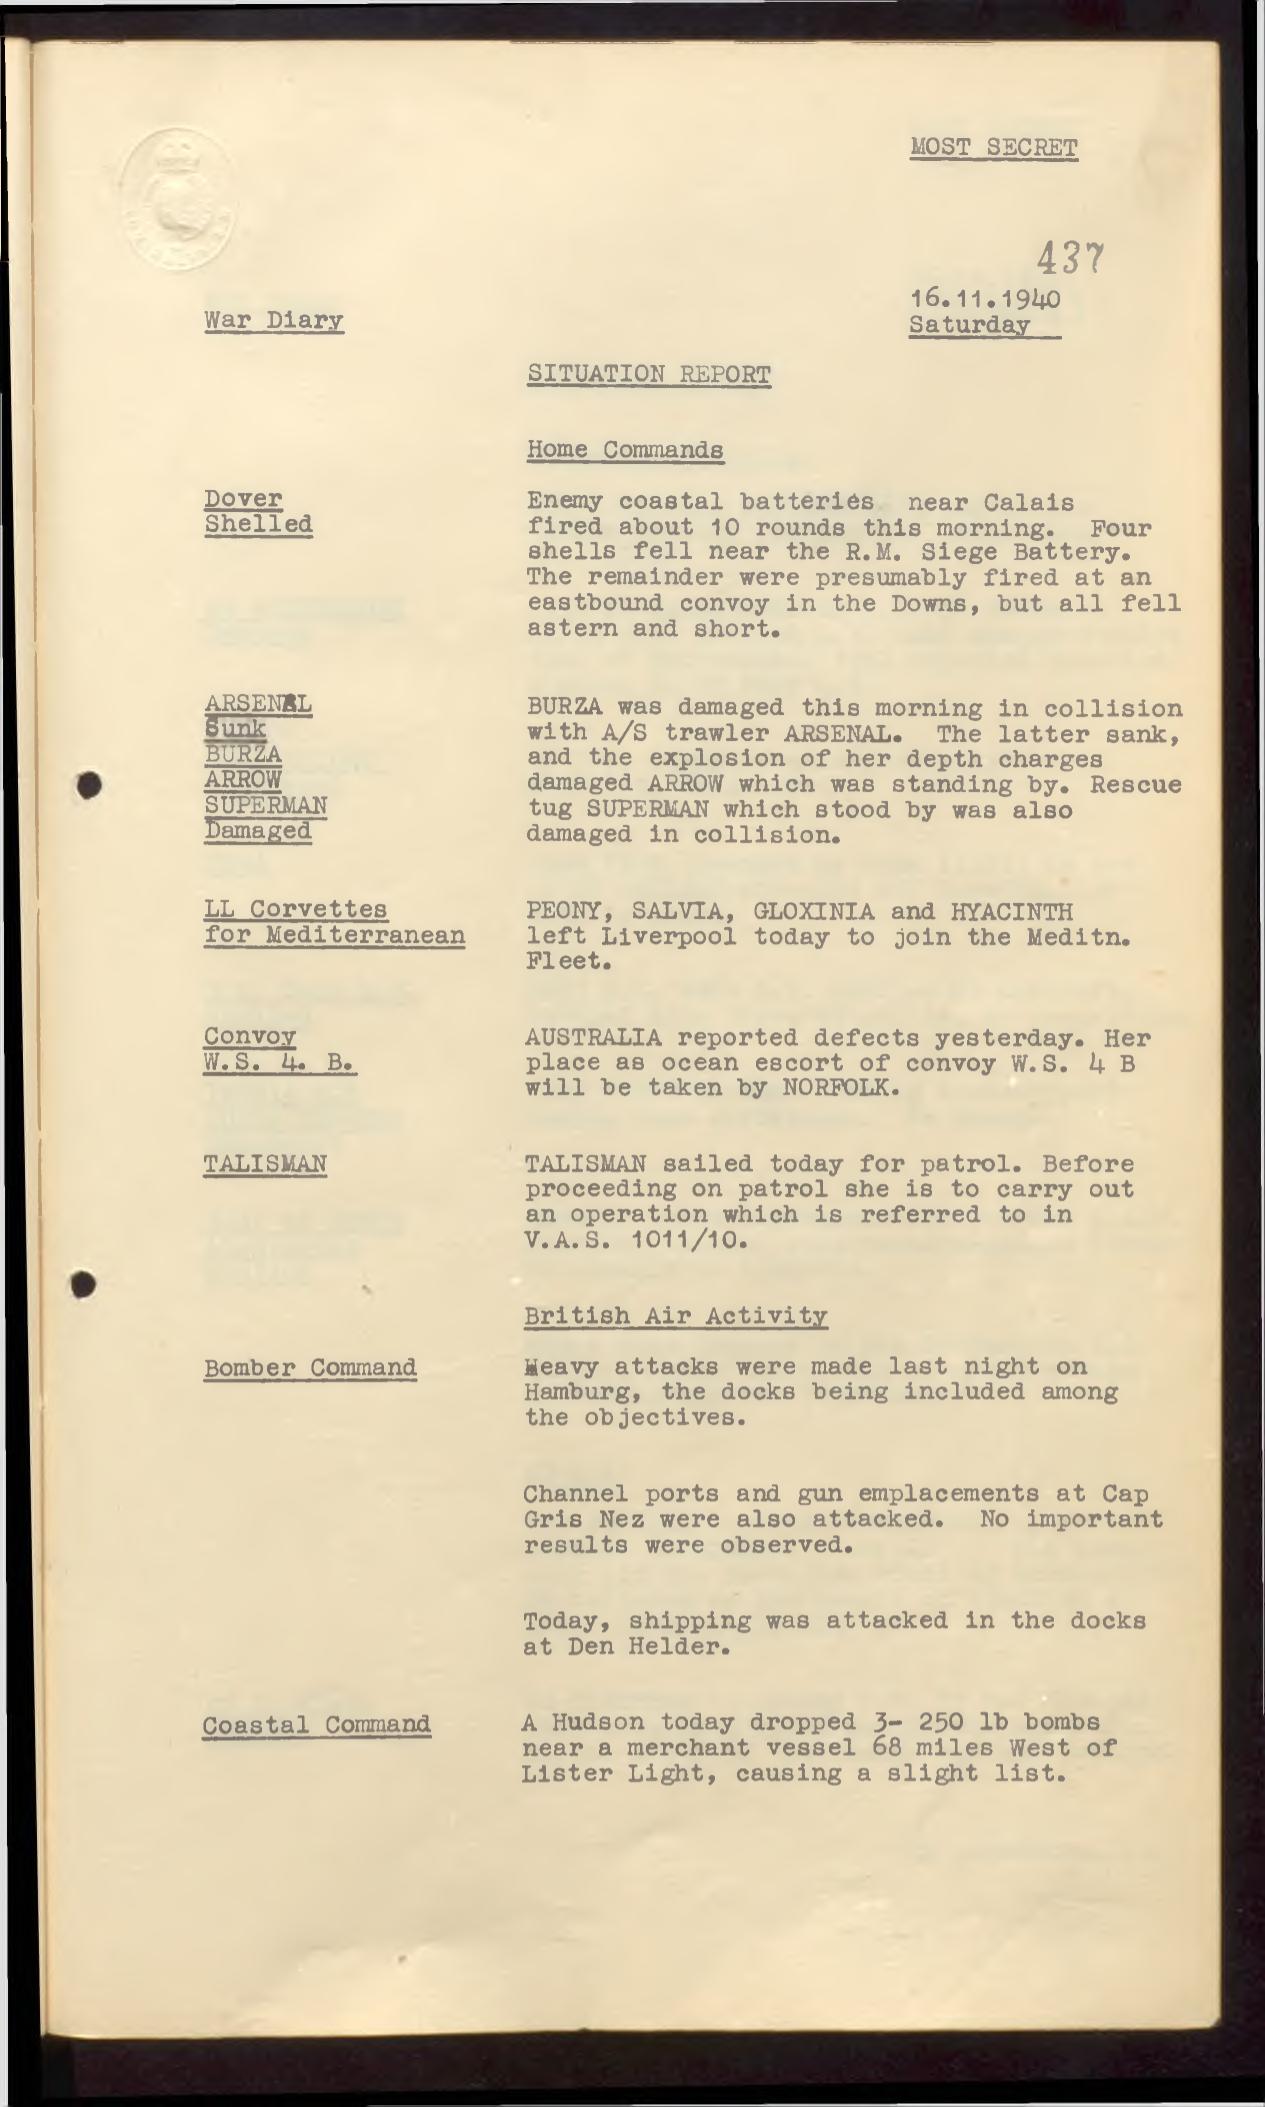 MOST SECRET
437
16.11.1940
War Diary
Saturday
SITUATION REPORT
Home Commands
Dover
Shelled
Enemy coastal batteries near Calais
fired about 10 rounds this morning. Four
shells fell near the R.M. Siege Battery.
The remainder were presumably fired at an
eastbound convoy in the Downs, but all fell
astern and short.
ARSENAL
Sunk
BURZA
ARROW
SUPERMAN
Damaged
BURZA was damaged this morning in collision
with A/S trawler ARSENAL. The latter sank,
and the explosion of her depth charges
damaged ARROW which was standing by. Rescue
tug SUPERMAN which stood by was also
damaged in collision.
LL Corvettes
for Mediterranean
PEONY, SALVIA, GLOXINIA and HYACINTH
left Liverpool today to join the Meditn.
Fleet.
Convoy
W.S. 4. B.
AUSTRALIA reported defects yesterday. Her
place as ocean escort of convoy W.S. 4 B
will be taken by NORFOLK.
TALISMAN
TALISMAN sailed today for patrol. Before
proceeding on patrol she is to carry out
an operation which is referred to in
V.A.S. 1011/10.
British Air Activity
Bomber Command
Heavy attacks were made last night on
Hamburg, the docks being included among
the objectives.
Channel ports and gun emplacements at Cap
Gris Nez were also attacked. No important
results were observed.
Today, shipping was attacked in the docks
at Den Helder.
Coastal Command
A Hudson today dropped 3- 250 lb bombs
near a merchant vessel 68 miles West of
Lister Light, causing a slight list.